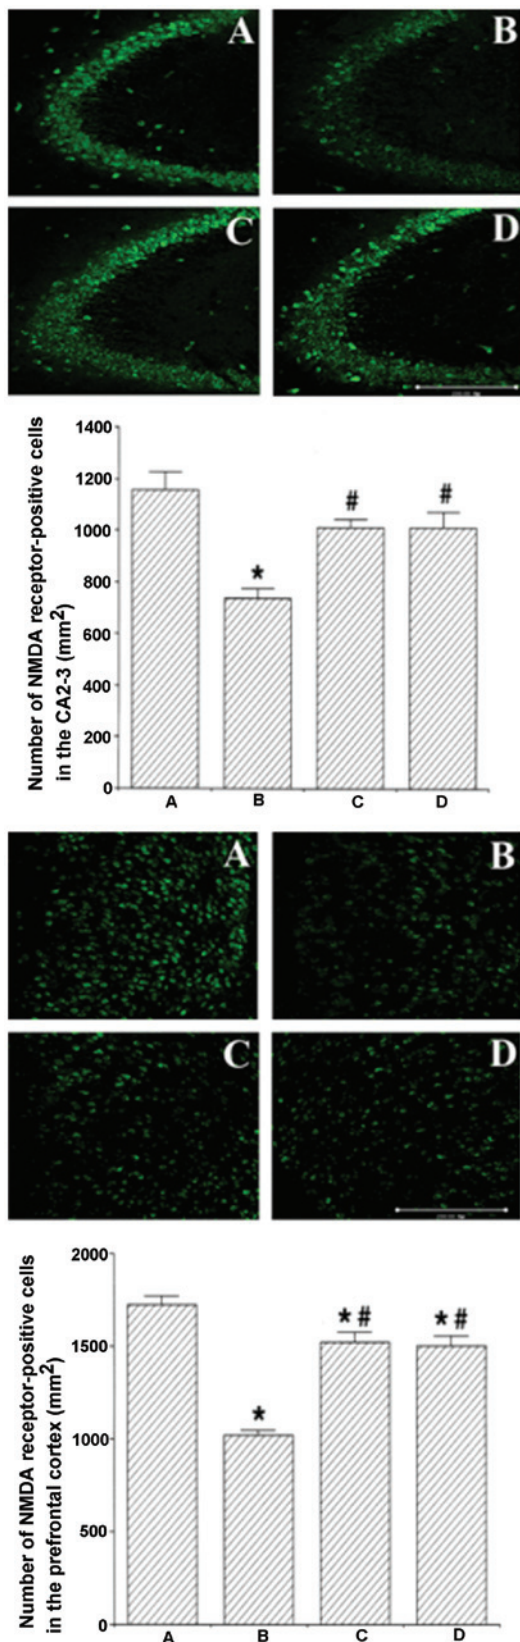 A
B
C
D
Number of NMDA receptor-positive cells
in the CA2-3 (mm2)
1400
1200
1000
800
600
400
200
0
*
#
#
A B C D
A
B
C
D
Number of NMDA receptor-positive cells
in the prefrontal cortex (mm2)
2000
1500
1000
500
0
*
*#
*#
A B C D